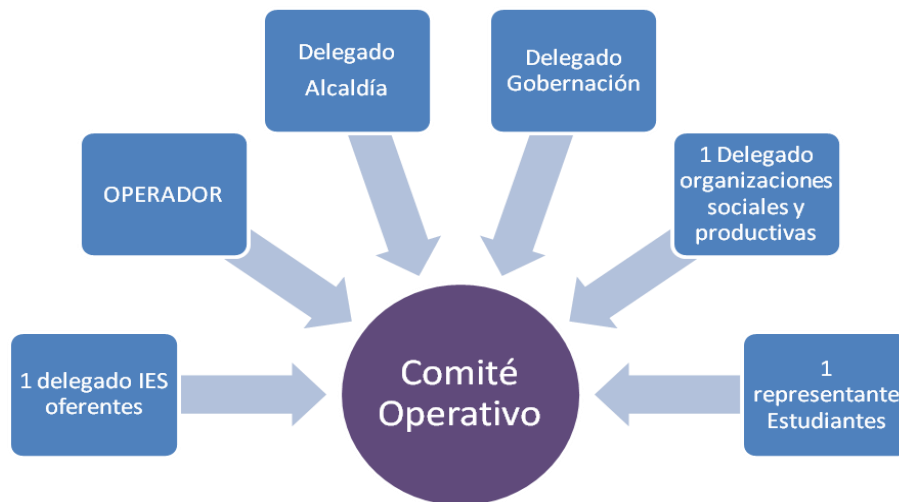 Delegado
Alcaldía
Delegado
Gobernación
OPERADOR
1 Delegado
organizaciones
sociales y
productivas
1 delegado IES
oferentes
Comité
Operativo
1
representante
Estudiantes